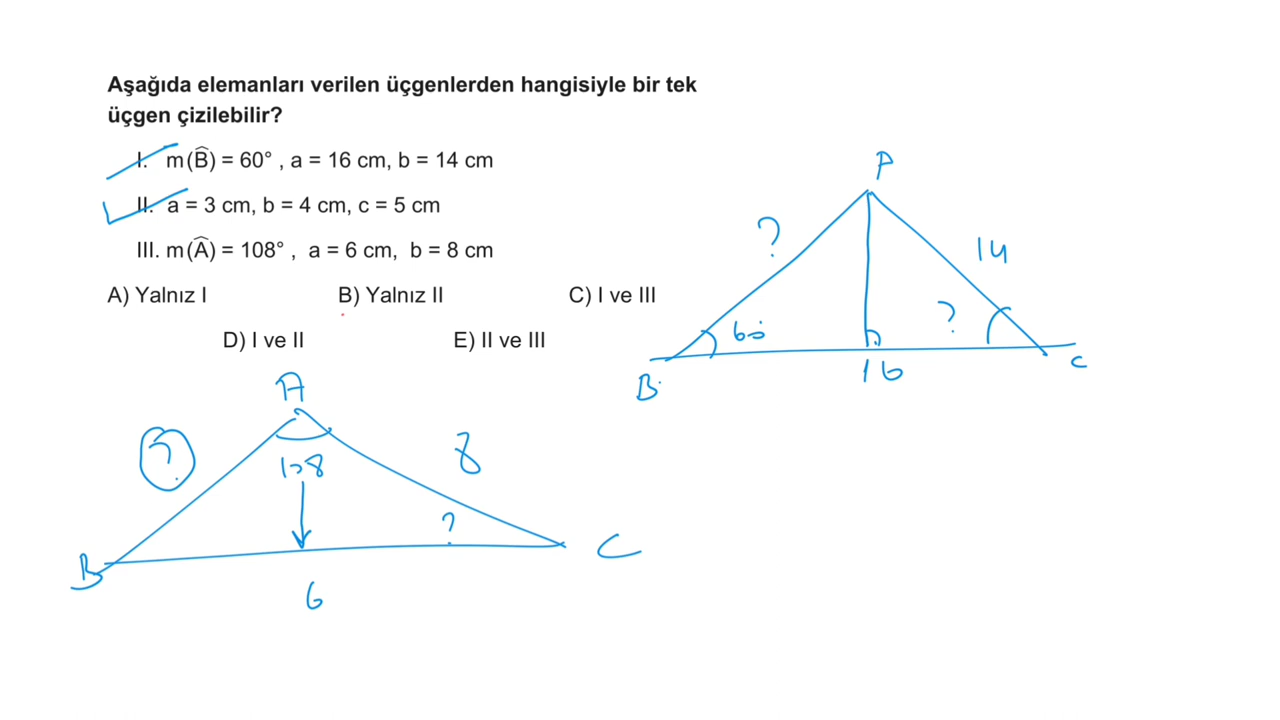 Aşağıda elemanları verilen üçgenlerden hangisiyle bir tek
üçgen çizilebilir?
I. m(B̂) = 60° , a = 16 cm, b = 14 cm
II. a = 3 cm, b = 4 cm, c = 5 cm
III. m(Â) = 108° , a = 6 cm, b = 8 cm
A) Yalnız I B) Yalnız II C) I ve III
D) I ve II E) II ve III
A
? 14
60° ?
B 16 C
A
? 108 8
?
B C
6